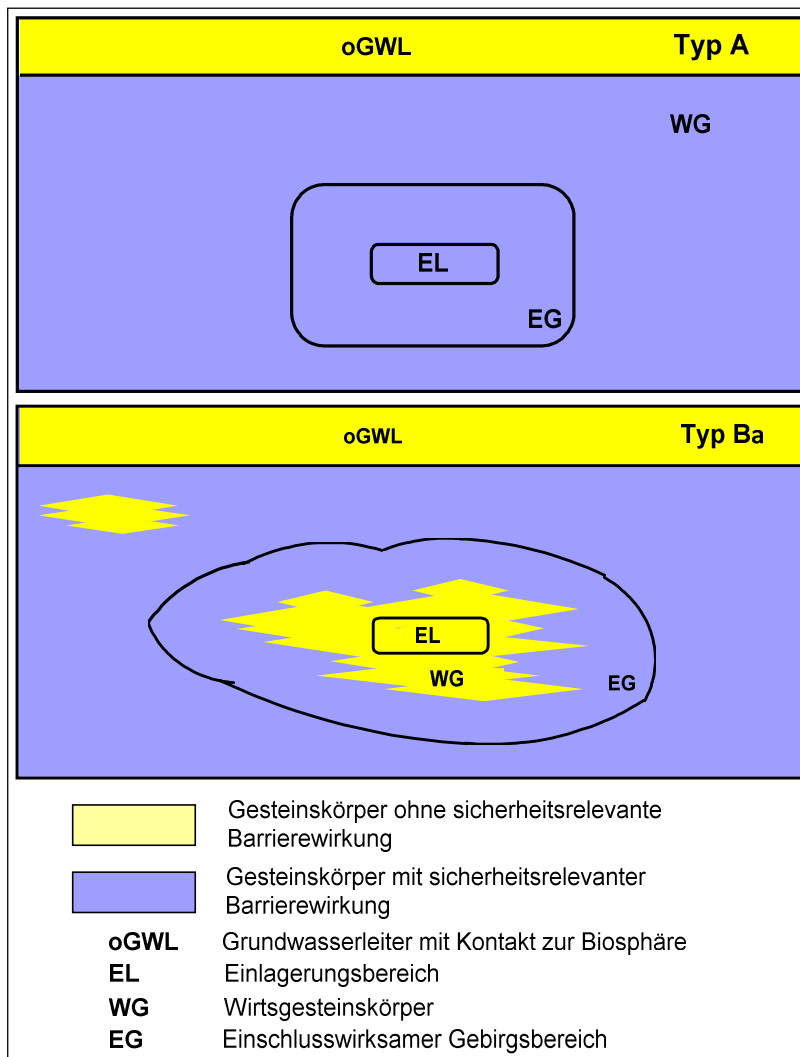 oGWL Typ A
WG
EL
EG
oGWL Typ Ba
EL
WG EG
Gesteinskörper ohne sicherheitsrelevante
Barrierewirkung
Gesteinskörper mit sicherheitsrelevanter
Barrierewirkung
oGWL Grundwasserleiter mit Kontakt zur Biosphäre
EL Einlagerungsbereich
WG Wirtsgesteinskörper
EG Einschlusswirksamer Gebirgsbereich